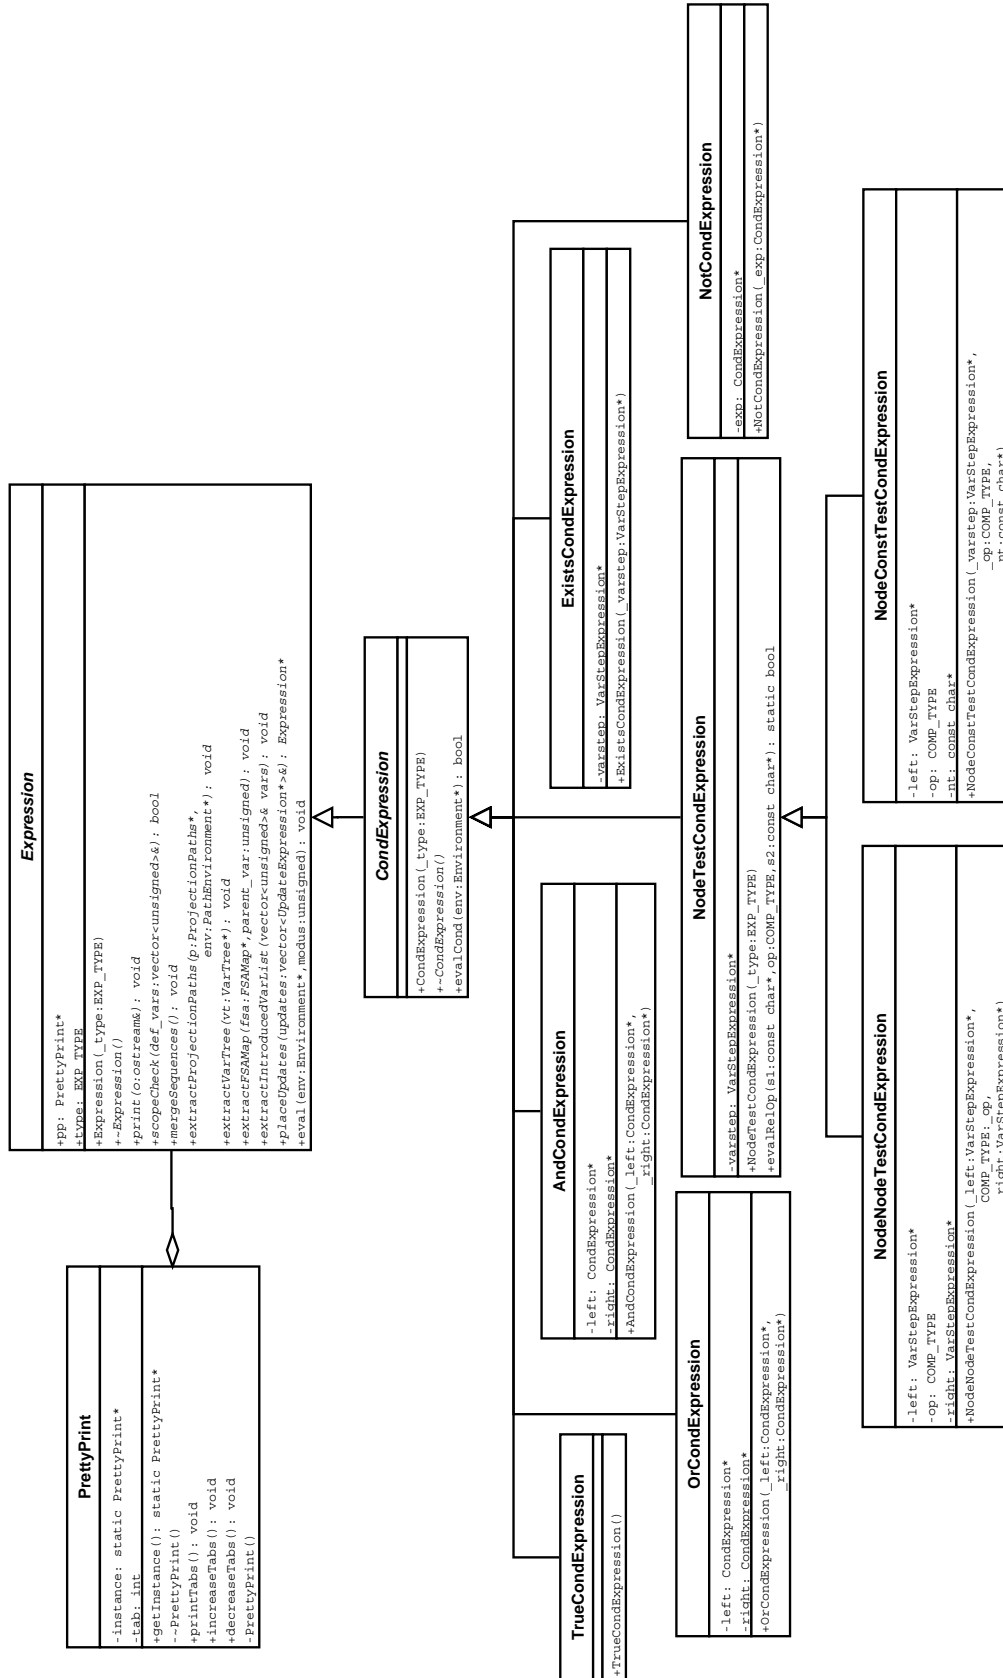 PrettyPrint
-instance: static PrettyPrint*
-tab: int
+getInstance(): static PrettyPrint*
-~PrettyPrint()
+printTabs(): void
+increaseTabs(): void
+decreaseTabs(): void
-PrettyPrint()
Expression
+pp: PrettyPrint*
+type: EXP_TYPE
+Expression(_type:EXP_TYPE)
+~Expression()
+print(o:ostream&): void
+scopeCheck(def_vars:vector<unsigned>&): bool
+mergeSequences(): void
+extractProjectionPaths(p:ProjectionPaths*,
env:PathEnvironment*): void
+extractVarTree(vt:VarTree*): void
+extractFSAMap(fsa:FSAMap*,parent_var:unsigned): void
+extractIntroducedVarList(vector<unsigned>& vars): void
+placeUpdates(updates:vector<UpdateExpression*>&): Expression*
+eval(env:Environment*,modus:unsigned): void
CondExpression
+CondExpression(_type:EXP_TYPE)
+~CondExpression()
+evalCond(env:Environment*): bool
TrueCondExpression
+TrueCondExpression()
AndCondExpression
-left: CondExpression*
-right: CondExpression*
+AndCondExpression(_left:CondExpression*,
_right:CondExpression*)
ExistsCondExpression
-varstep: VarStepExpression*
+ExistsCondExpression(_varstep:VarStepExpression*)
OrCondExpression
-left: CondExpression*
-right: CondExpression*
+OrCondExpression(_left:CondExpression*,
_right:CondExpression*)
NodeTestCondExpression
-varstep: VarStepExpression*
+NodeTestCondExpression(_type:EXP_TYPE)
+evalRelOp(s1:const char*,op:COMP_TYPE,s2:const char*): static bool
NotCondExpression
-exp: CondExpression*
+NotCondExpression(_exp:CondExpression*)
NodeNodeTestCondExpression
-left: VarStepExpression*
-op: COMP_TYPE
-right: VarStepExpression*
+NodeNodeTestCondExpression(_left:VarStepExpression*,
COMP_TYPE:_op,
_right:VarStepExpression*)
NodeConstTestCondExpression
-left: VarStepExpression*
-op: COMP_TYPE
-nt: const char*
+NodeConstTestCondExpression(_varstep:VarStepExpression*,
_op:COMP_TYPE,
_nt:const char*)